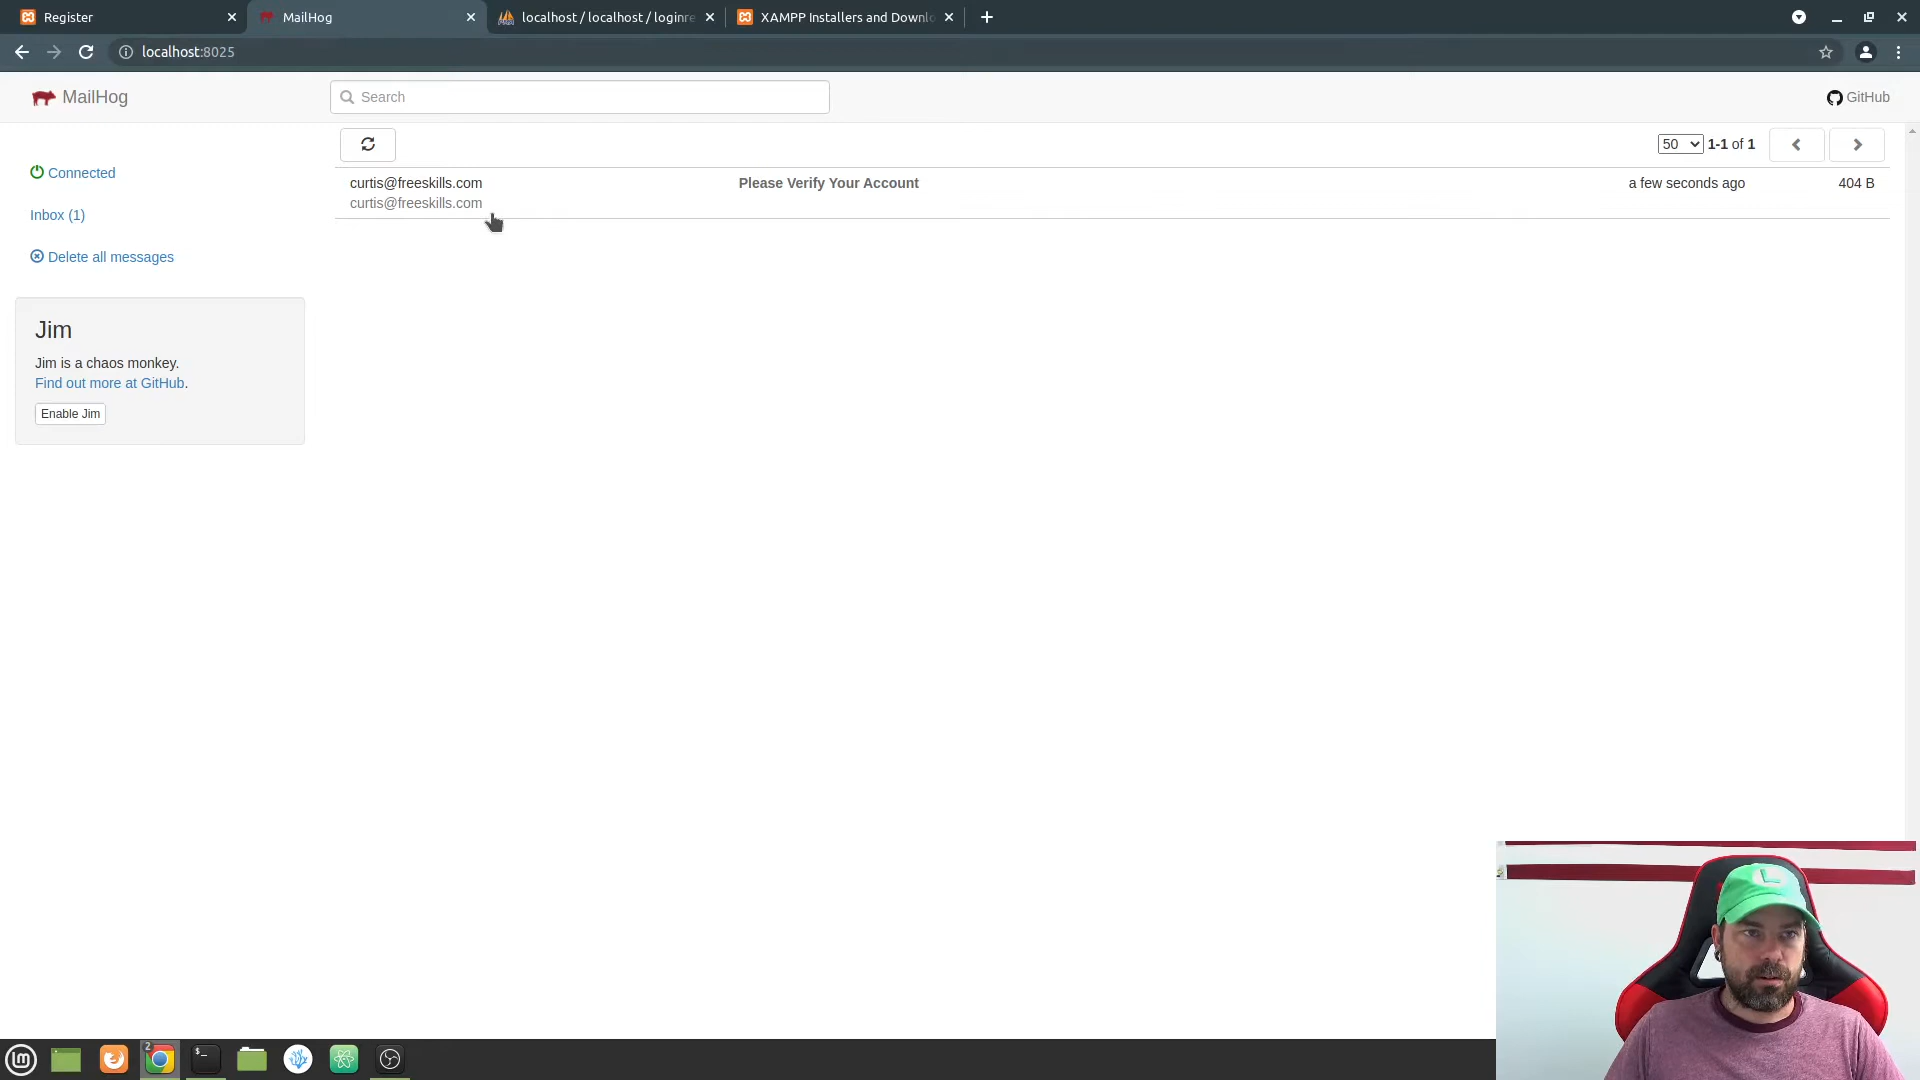 Register
MailHog
localhost / localhost / loginre
XAMPP Installers and Downlo
localhost:8025
MailHog
Search
GitHub
50
1-1 of 1
Connected
curtis@freeskills.com
Please Verify Your Account
a few seconds ago
404 B
curtis@freeskills.com
Inbox (1)
Delete all messages
Jim
Jim is a chaos monkey.
Find out more at GitHub.
Enable Jim
L
2
$_
lm